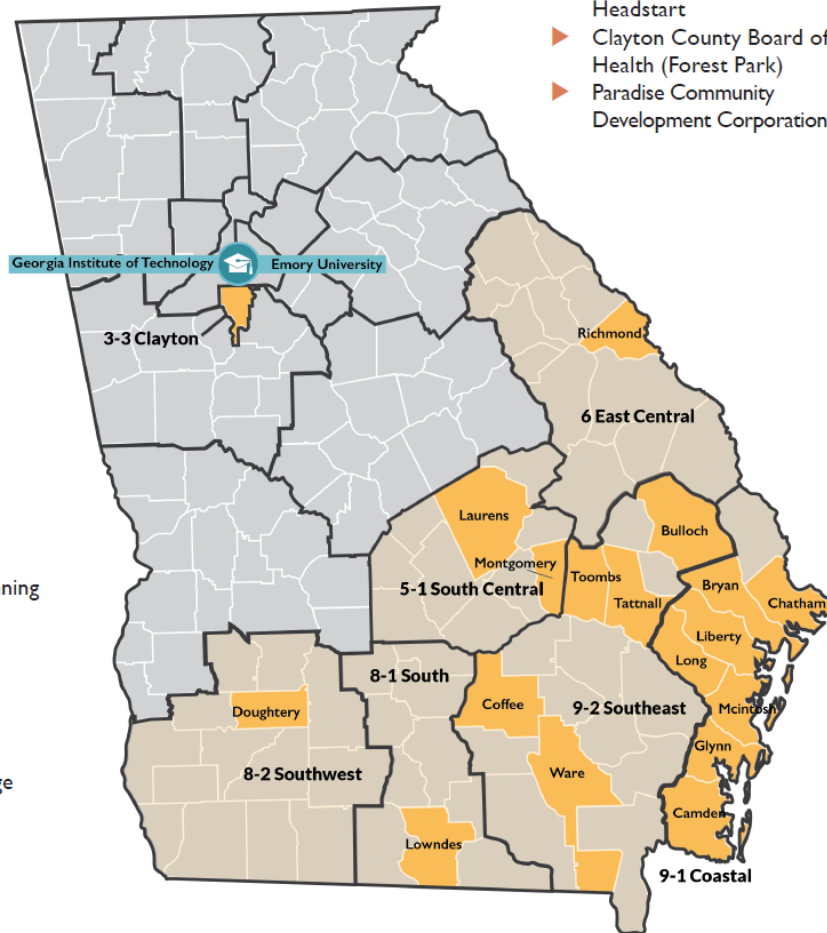 Headstart
Clayton County Board of
Health (Forest Park)
Paradise Community
Development Corporation
Georgia Institute of Technology
Emory University
3-3 Clayton
Richmond
6 East Central
Laurens
Bulloch
Montgomery
Toombs
5-1 South Central
Tattnall
Bryan
Chatham
ning
Liberty
Long
8-1 South
Coffee
9-2 Southeast
Mcintosh
Doughtery
Glynn
8-2 Southwest
Ware
ge
Camden
Lowndes
9-1 Coastal